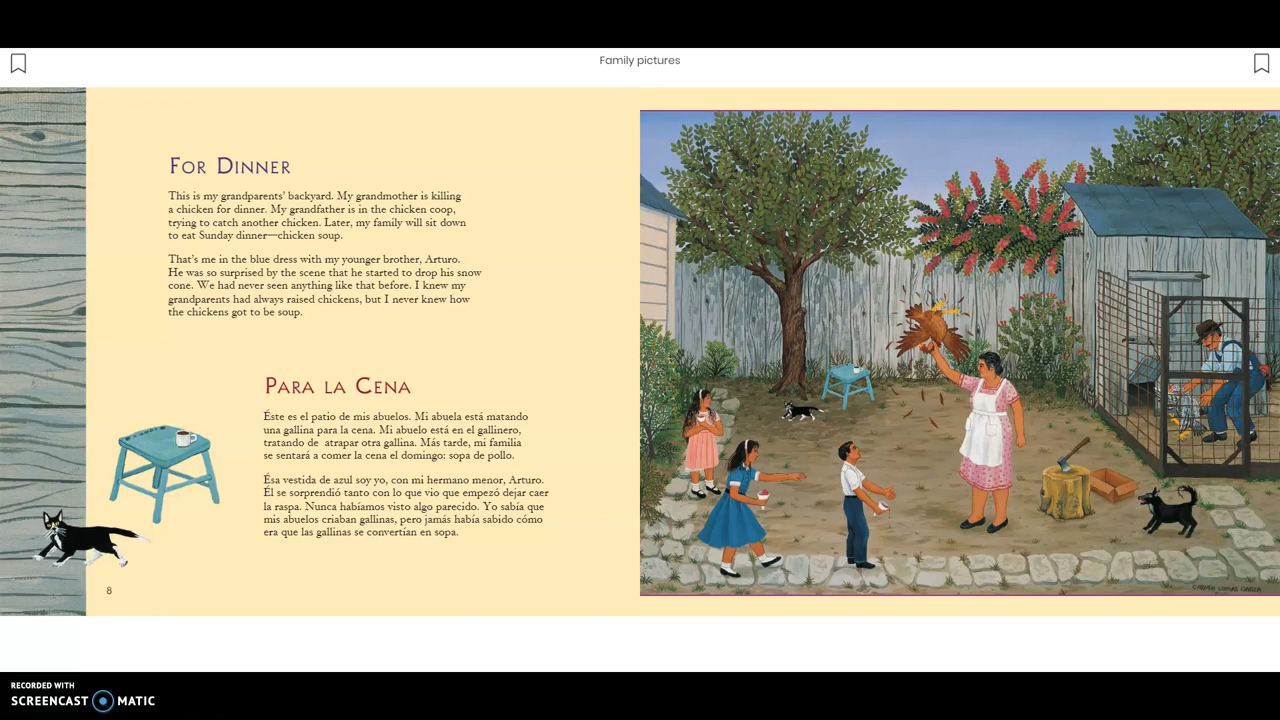 Family pictures
FOR DINNER
This is my grandparents' backyard. My grandmother is killing
a chicken for dinner. My grandfather is in the chicken coop,
trying to catch another chicken. Later, my family will sit down
to eat Sunday dinner—chicken soup.
That's me in the blue dress with my younger brother, Arturo.
He was so surprised by the scene that he started to drop his snow
cone. We had never seen anything like that before. I knew my
grandparents had always raised chickens, but I never knew how
the chickens got to be soup.
PARA LA CENA
Éste es el patio de mis abuelos. Mi abuela está matando
una gallina para la cena. Mi abuelo está en el gallinero,
tratando de atrapar otra gallina. Más tarde, mi familia
se sentará a comer la cena el domingo: sopa de pollo.
Ésa vestida de azul soy yo, con mi hermano menor, Arturo.
Él se sorprendió tanto con lo que vio que empezó dejar caer
la raspa. Nunca habíamos visto algo parecido. Yo sabía que
mis abuelos criaban gallinas, pero jamás había sabido cómo
era que las gallinas se convertían en sopa.
8
CARMEN LOMAS GARZA
RECORDED WITH
SCREENCAST MATIC